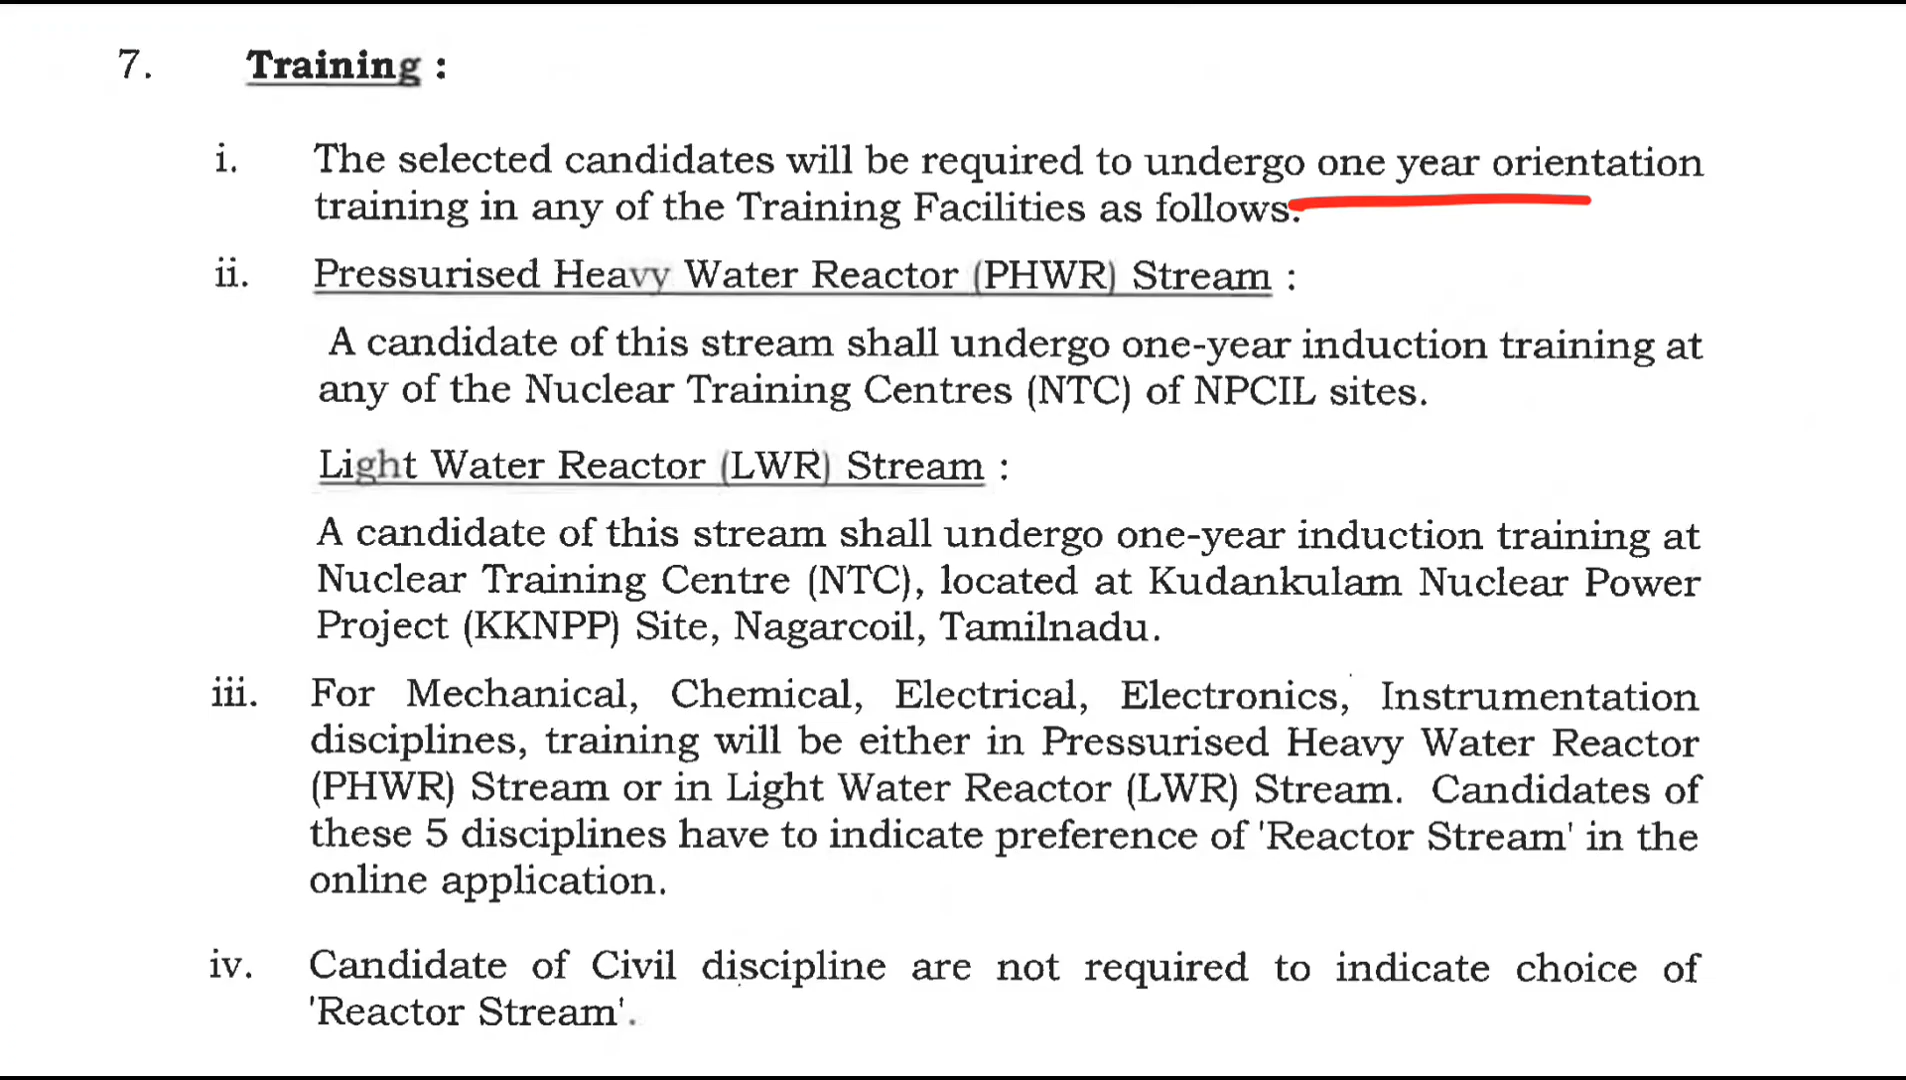 7. Training :
i. The selected candidates will be required to undergo one year orientation
training in any of the Training Facilities as follows:
ii. Pressurised Heavy Water Reactor (PHWR) Stream :
A candidate of this stream shall undergo one-year induction training at
any of the Nuclear Training Centres (NTC) of NPCIL sites.
Light Water Reactor (LWR) Stream :
A candidate of this stream shall undergo one-year induction training at
Nuclear Training Centre (NTC), located at Kudankulam Nuclear Power
Project (KKNPP) Site, Nagarcoil, Tamilnadu.
iii. For Mechanical, Chemical, Electrical, Electronics, Instrumentation
disciplines, training will be either in Pressurised Heavy Water Reactor
(PHWR) Stream or in Light Water Reactor (LWR) Stream. Candidates of
these 5 disciplines have to indicate preference of 'Reactor Stream' in the
online application.
iv. Candidate of Civil discipline are not required to indicate choice of
'Reactor Stream'.